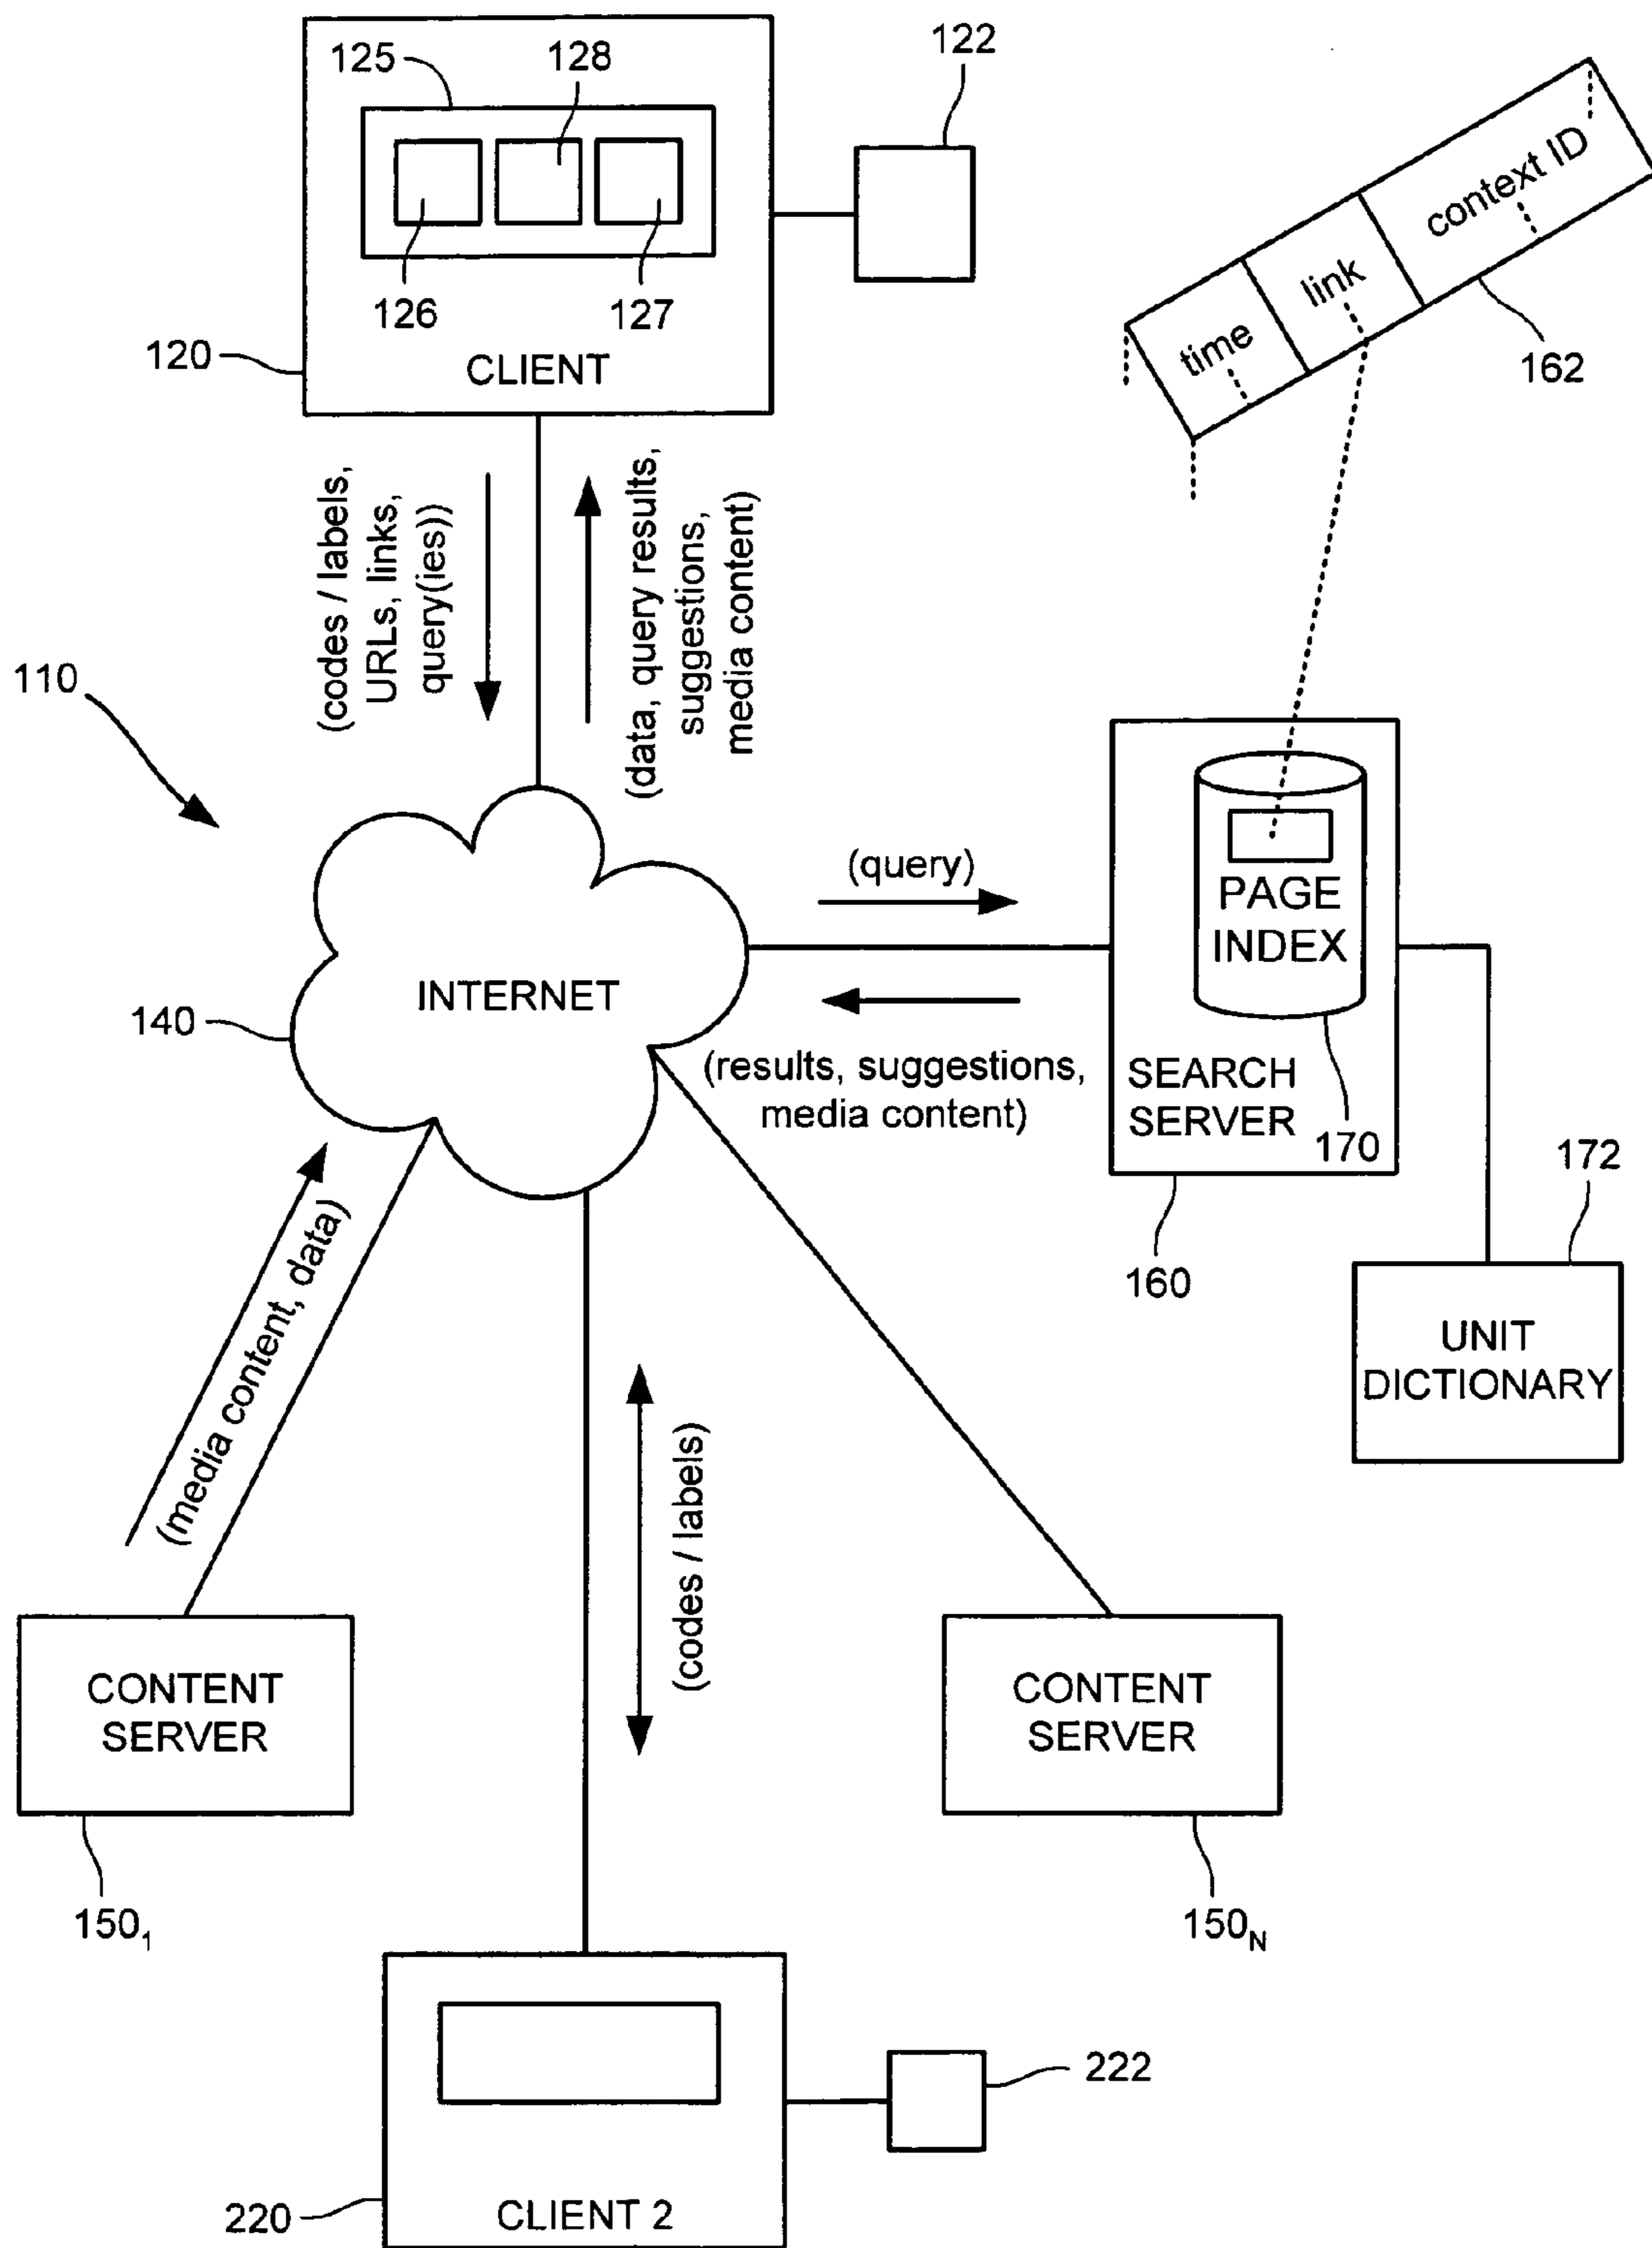 125
128
122
126
127
120
CLIENT
time
link
context ID
162
(codes / labels,
URLs, links,
query(ies))
(data, query results,
suggestions,
media content)
110
(query)
PAGE
INDEX
INTERNET
140
(results, suggestions,
media content)
SEARCH
SERVER
170
172
160
UNIT
DICTIONARY
(media content, data)
(codes / labels)
CONTENT
SERVER
CONTENT
SERVER
150₁
150N
222
220
CLIENT 2